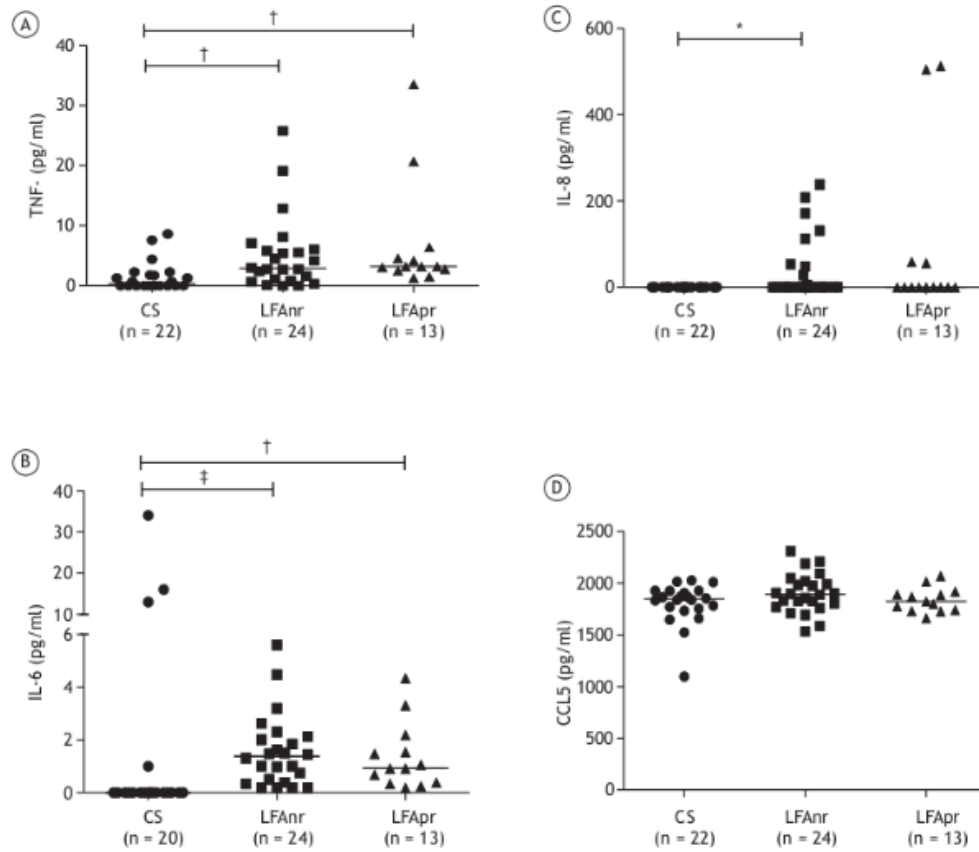 A
†
†
40
30
20
10
0
TNF- (pg/ml)
CS
(n = 22)
LFAnr
(n = 24)
LFApr
(n = 13)
C
*
600
400
200
0
IL-8 (pg/ml)
CS
(n = 22)
LFAnr
(n = 24)
LFApr
(n = 13)
B
†
‡
40
30
20
10
6
4
2
0
IL-6 (pg/ml)
CS
(n = 20)
LFAnr
(n = 24)
LFApr
(n = 13)
D
2500
2000
1500
1000
500
0
CCL5 (pg/ml)
CS
(n = 22)
LFAnr
(n = 24)
LFApr
(n = 13)